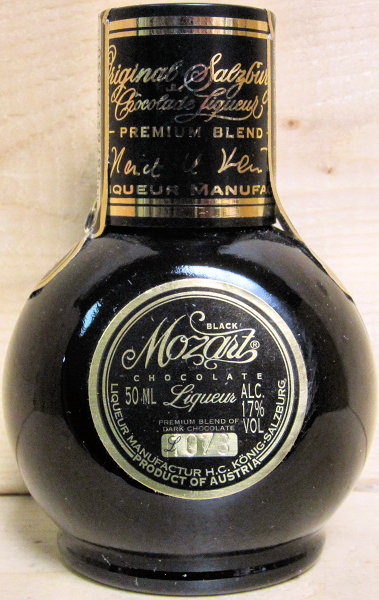 Original Salzburg
Chocolade Liqueur
PREMIUM BLEND
LIQUEUR MANUFA
BLACK
Mozart®
CHOCOLATE
50 ML Liqueur ALC.
17%
VOL
PREMIUM BLEND OF
DARK CHOCOLATE
L 073
LIQUEUR MANUFACTUR H.C. KÖNIG-SALZBURG
PRODUCT OF AUSTRIA